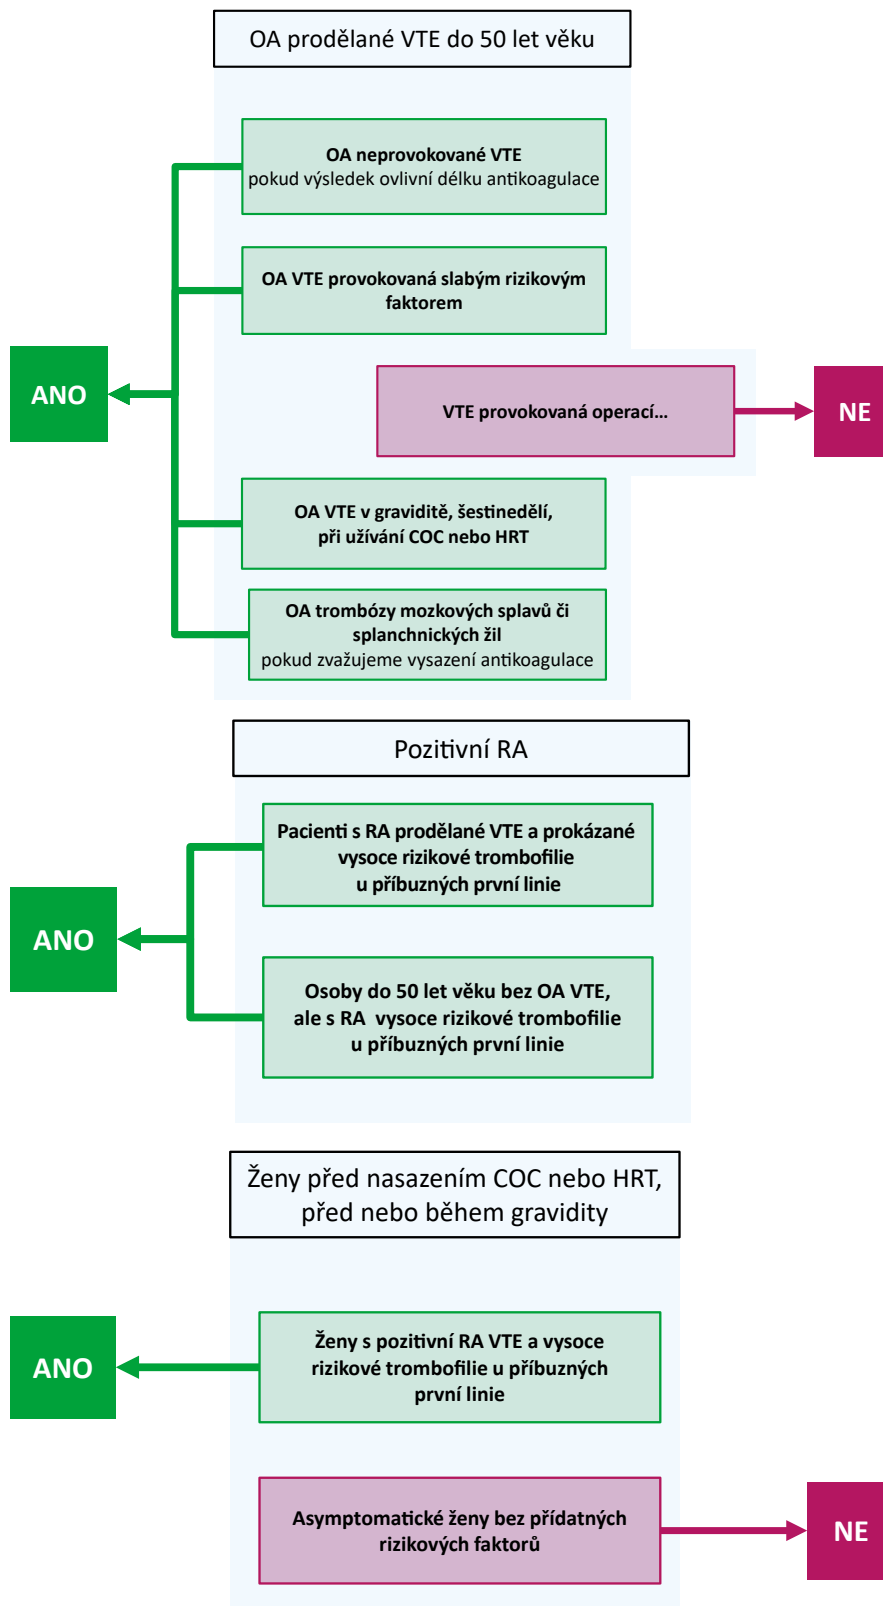 OA prodělané VTE do 50 let věku
OA neprovokované VTE
pokud výsledek ovlivní délku antikoagulace
OA VTE provokovaná slabým rizikovým
faktorem
ANO
VTE provokovaná operací...
NE
OA VTE v graviditě, šestinedělí,
při užívání COC nebo HRT
OA trombózy mozkových splavů či
splanchnických žil
pokud zvažujeme vysazení antikoagulace
Pozitivní RA
Pacienti s RA prodělané VTE a prokázané
vysoce rizikové trombofilie
u příbuzných první linie
ANO
Osoby do 50 let věku bez OA VTE,
ale s RA vysoce rizikové trombofilie
u příbuzných první linie
Ženy před nasazením COC nebo HRT,
před nebo během gravidity
ANO
Ženy s pozitivní RA VTE a vysoce
rizikové trombofilie u příbuzných
první linie
Asymptomatické ženy bez přídatných
rizikových faktorů
NE